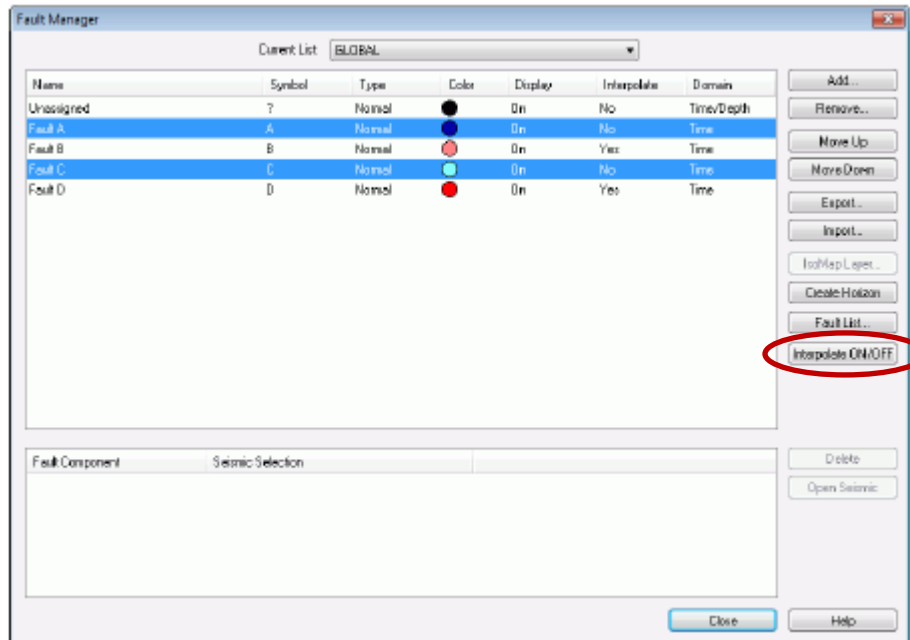 Fault Manager
Current List GLOBAL
Name Symbol Type Color Display Interpolate Domain
Unassigned ? Normal On No Time/Depth
Fault A A Normal On No Time
Fault B B Normal On Yes Time
Fault C C Normal On No Time
Fault D D Normal On Yes Time
Add...
Remove...
Move Up
Move Down
Export...
Import...
IsoMap Layer...
Create Horizon
Fault List...
Interpolate ON/OFF
Fault Component Seismic Selection
Delete
Open Seismic
Close Help